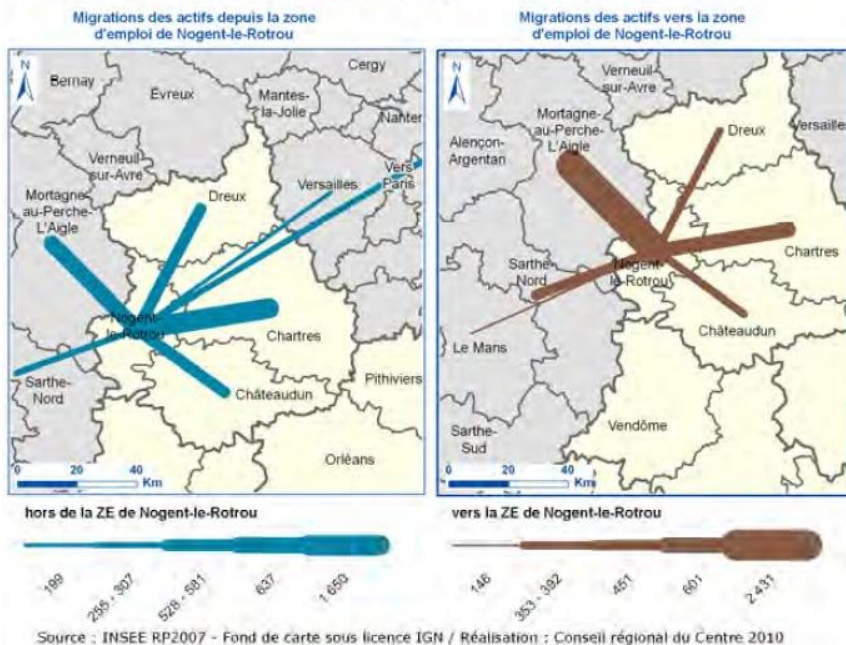 Migrations des actifs depuis la zone
d'emploi de Nogent-le-Rotrou
N
Bernay
Évreux
Cergy
Mantes-
la-Jolie
Nanter
Verneuil
sur-Avre
Vers
Paris
Versailles
Dreux
Mortagne
au-Perche-
L'Aigle
Nogent-
le-Rotrou
Chartres
Sarthe-
Nord
Châteaudun
Pithiviers
Orléans
0 20 40
Km
Migrations des actifs vers la zone
d'emploi de Nogent-le-Rotrou
N
Verneuil
sur-Avre
Mortagne-
au-Perche-
L'Aigle
Dreux
Versailles
Alençon-
Argentan
Chartres
Sarthe-
Nord
Nogent-
le-Rotrou
Châteaudun
Le Mans
Vendôme
Sarthe-
Sud
0 20 40
Km
hors de la ZE de Nogent-le-Rotrou
199
255 - 307
528 - 581
637
1 650
vers la ZE de Nogent-le-Rotrou
146
353 - 392
451
601
2 431
Source : INSEE RP2007 - Fond de carte sous licence IGN / Réalisation : Conseil régional du Centre 2010